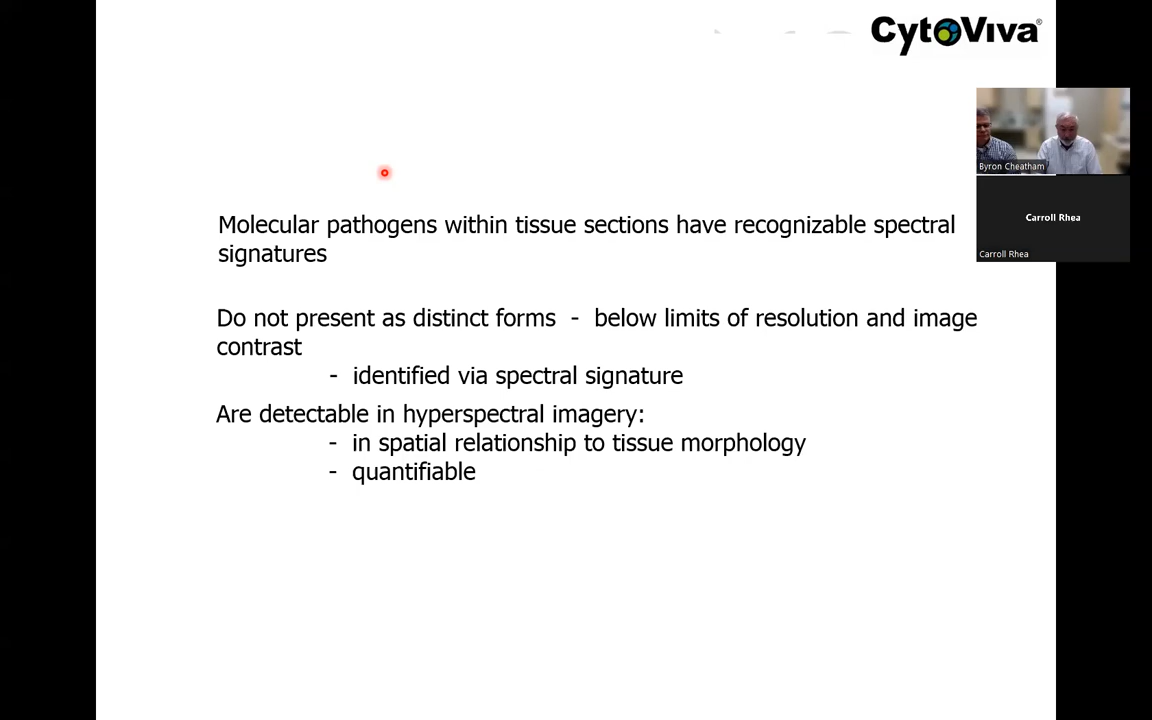 CytoViva®
Byron Cheatham
Carroll Rhea
Carroll Rhea
Molecular pathogens within tissue sections have recognizable spectral
signatures
Do not present as distinct forms - below limits of resolution and image
contrast
- identified via spectral signature
Are detectable in hyperspectral imagery:
- in spatial relationship to tissue morphology
- quantifiable